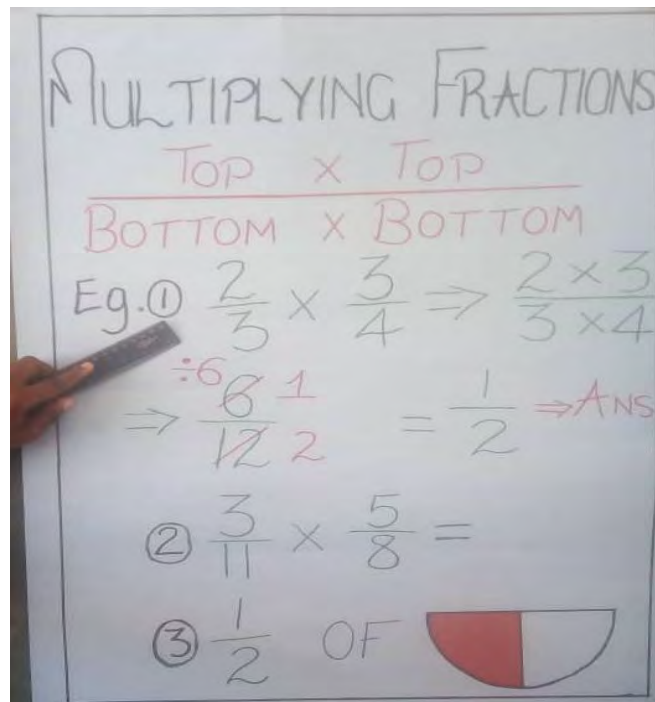 MULTIPLYING FRACTIONS
TOP × TOP
BOTTOM × BOTTOM
Eg.① 2/3 × 3/4 ⇒ 2 × 3 / 3 × 4
÷6
⇒ 6/12 1/2 = 1/2 ⇒ ANS
② 3/11 × 5/8 =
③ 1/2 OF